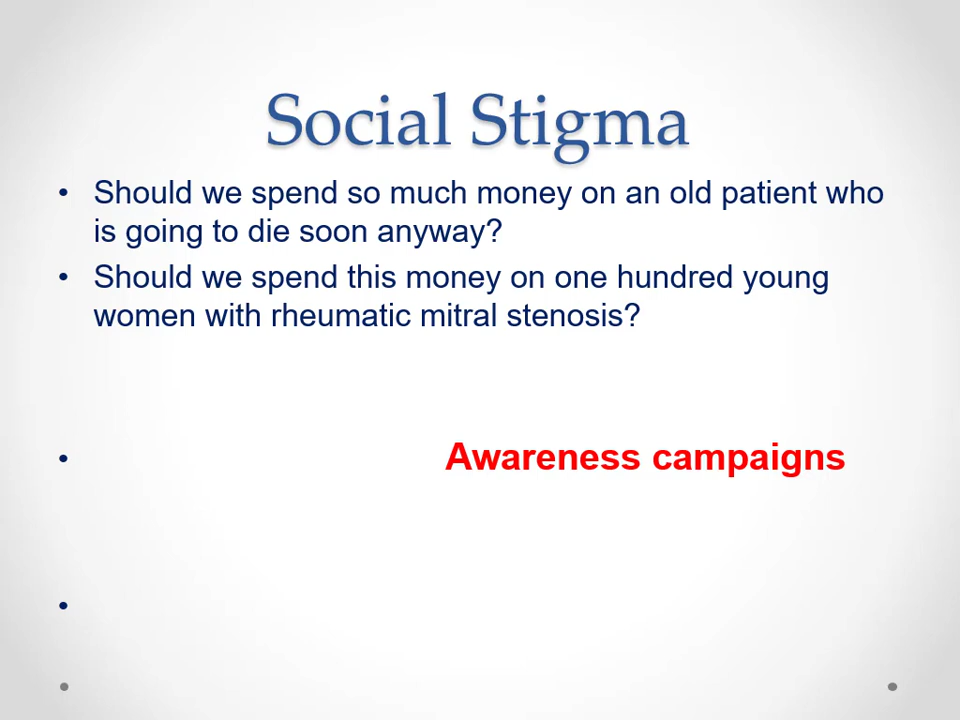 Social Stigma
• Should we spend so much money on an old patient who
is going to die soon anyway?
• Should we spend this money on one hundred young
women with rheumatic mitral stenosis?
• Awareness campaigns
•